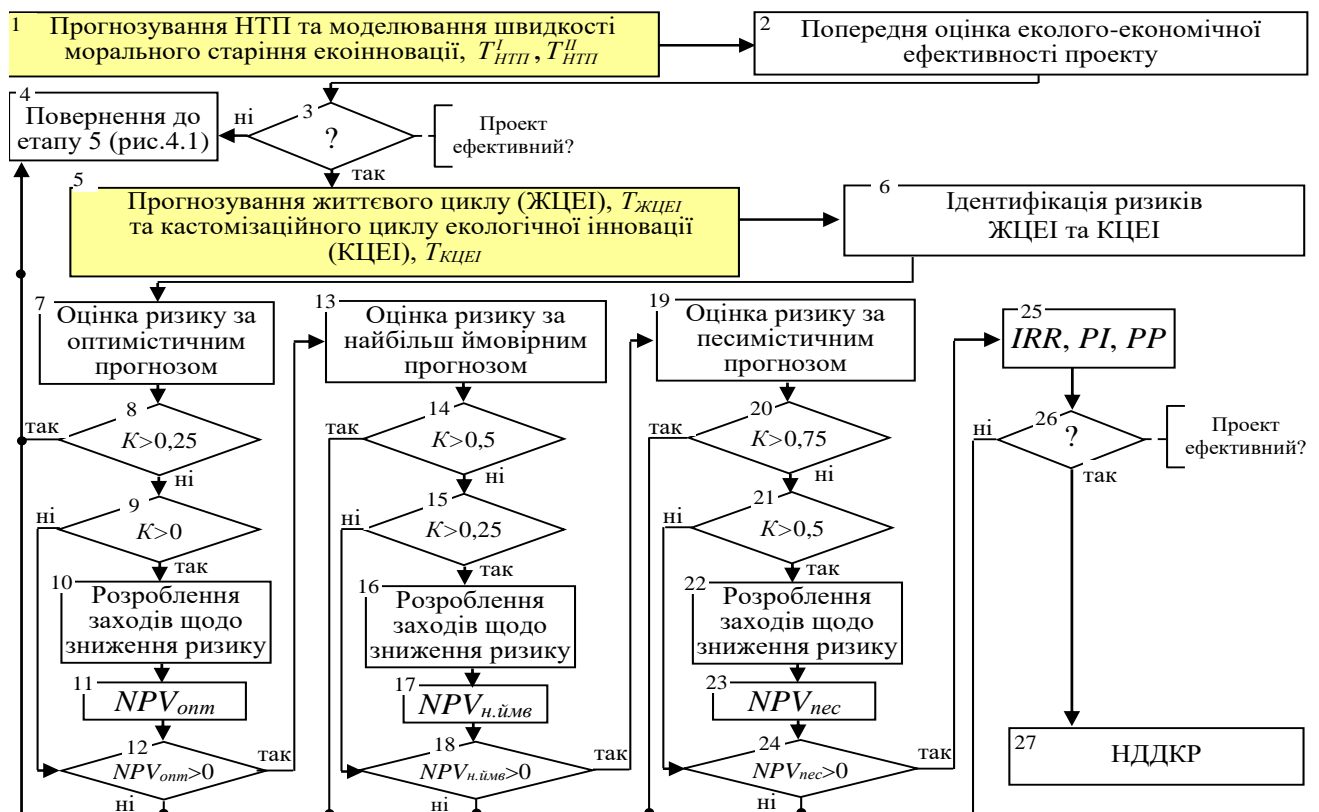 1
Прогнозування НТП та моделювання швидкості
морального старіння екоінновації, T^I_НТП, T^II_НТП
2
Попередня оцінка еколого-економічної
ефективності проекту
3
?
Проект
ефективний?
ні
так
4
Повернення до
етапу 5 (рис.4.1)
5
Прогнозування життєвого циклу (ЖЦЕІ), T_ЖЦЕІ
та кастомізаційного циклу екологічної інновації
(КЦЕІ), T_КЦЕІ
6
Ідентифікація ризиків
ЖЦЕІ та КЦЕІ
7
Оцінка ризику за
оптимістичним
прогнозом
8
K>0,25
так
ні
9
K>0
ні
так
10
Розроблення
заходів щодо
зниження ризику
11
NPV_опт
12
NPV_опт>0
так
ні
13
Оцінка ризику за
найбільш ймовірним
прогнозом
14
K>0,5
так
ні
15
K>0,25
ні
так
16
Розроблення
заходів щодо
зниження ризику
17
NPV_н.ймв
18
NPV_н.ймв>0
так
ні
19
Оцінка ризику за
песимістичним
прогнозом
20
K>0,75
так
ні
21
K>0,5
ні
так
22
Розроблення
заходів щодо
зниження ризику
23
NPV_пес
24
NPV_пес>0
так
ні
25
IRR, PI, PP
26
?
Проект
ефективний?
ні
так
27
НДДКР